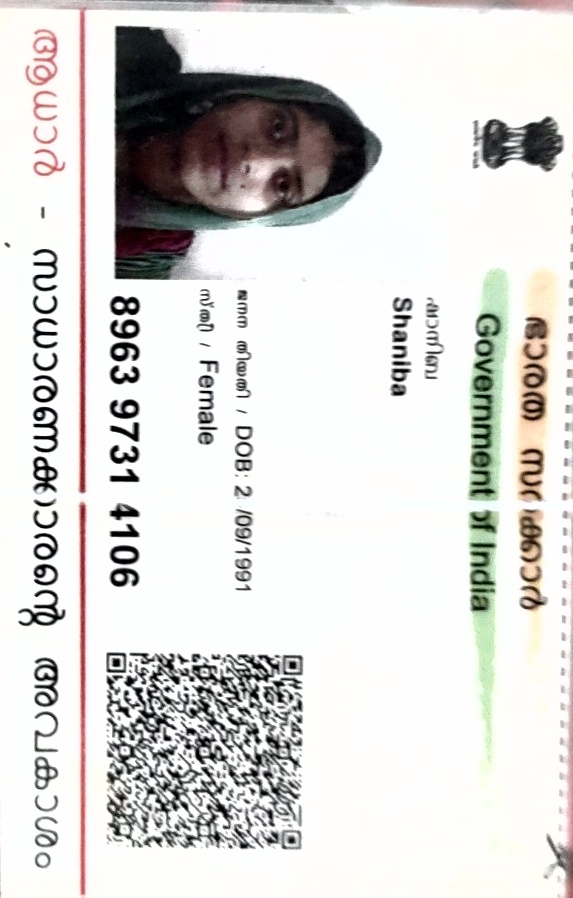 ഭാരത സർക്കാർ
Government of India
ഷാനിബ
Shaniba
ജനന തിയതി / DOB: 2 /09/1991
സ്ത്രീ / Female
8963 9731 4106
ആധാർ - സാധാരണക്കാരന്റെ അവകാശം